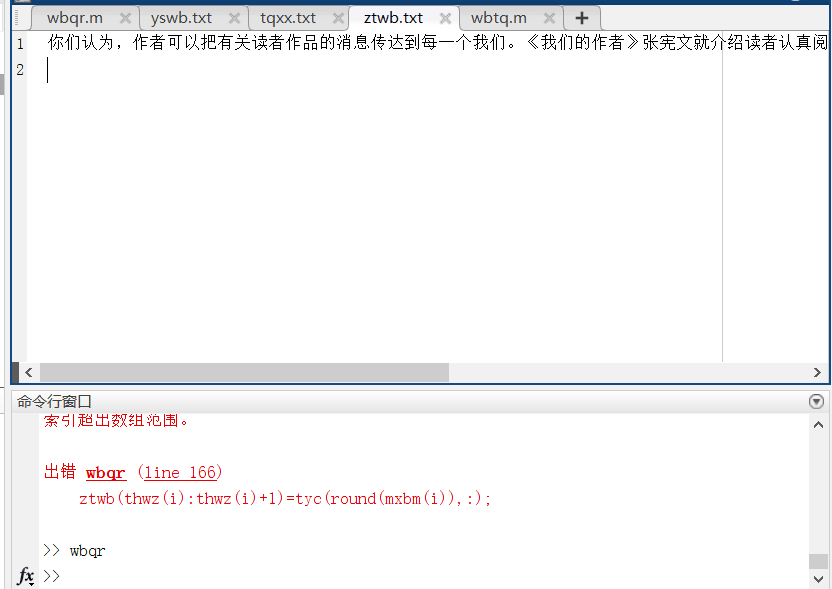 wbqr.m yswb.txt tqxx.txt ztwb.txt wbtq.m
1 你们认为，作者可以把有关读者作品的消息传达到每一个我们。《我们的作者》张宪文就介绍读者认真阅
2
命令行窗口
索引超出数组范围。
出错 wbqr (line 166)
ztwb(thwz(i):thwz(i)+1)=tyc(round(mxbm(i)),:);
>> wbqr
fx >>